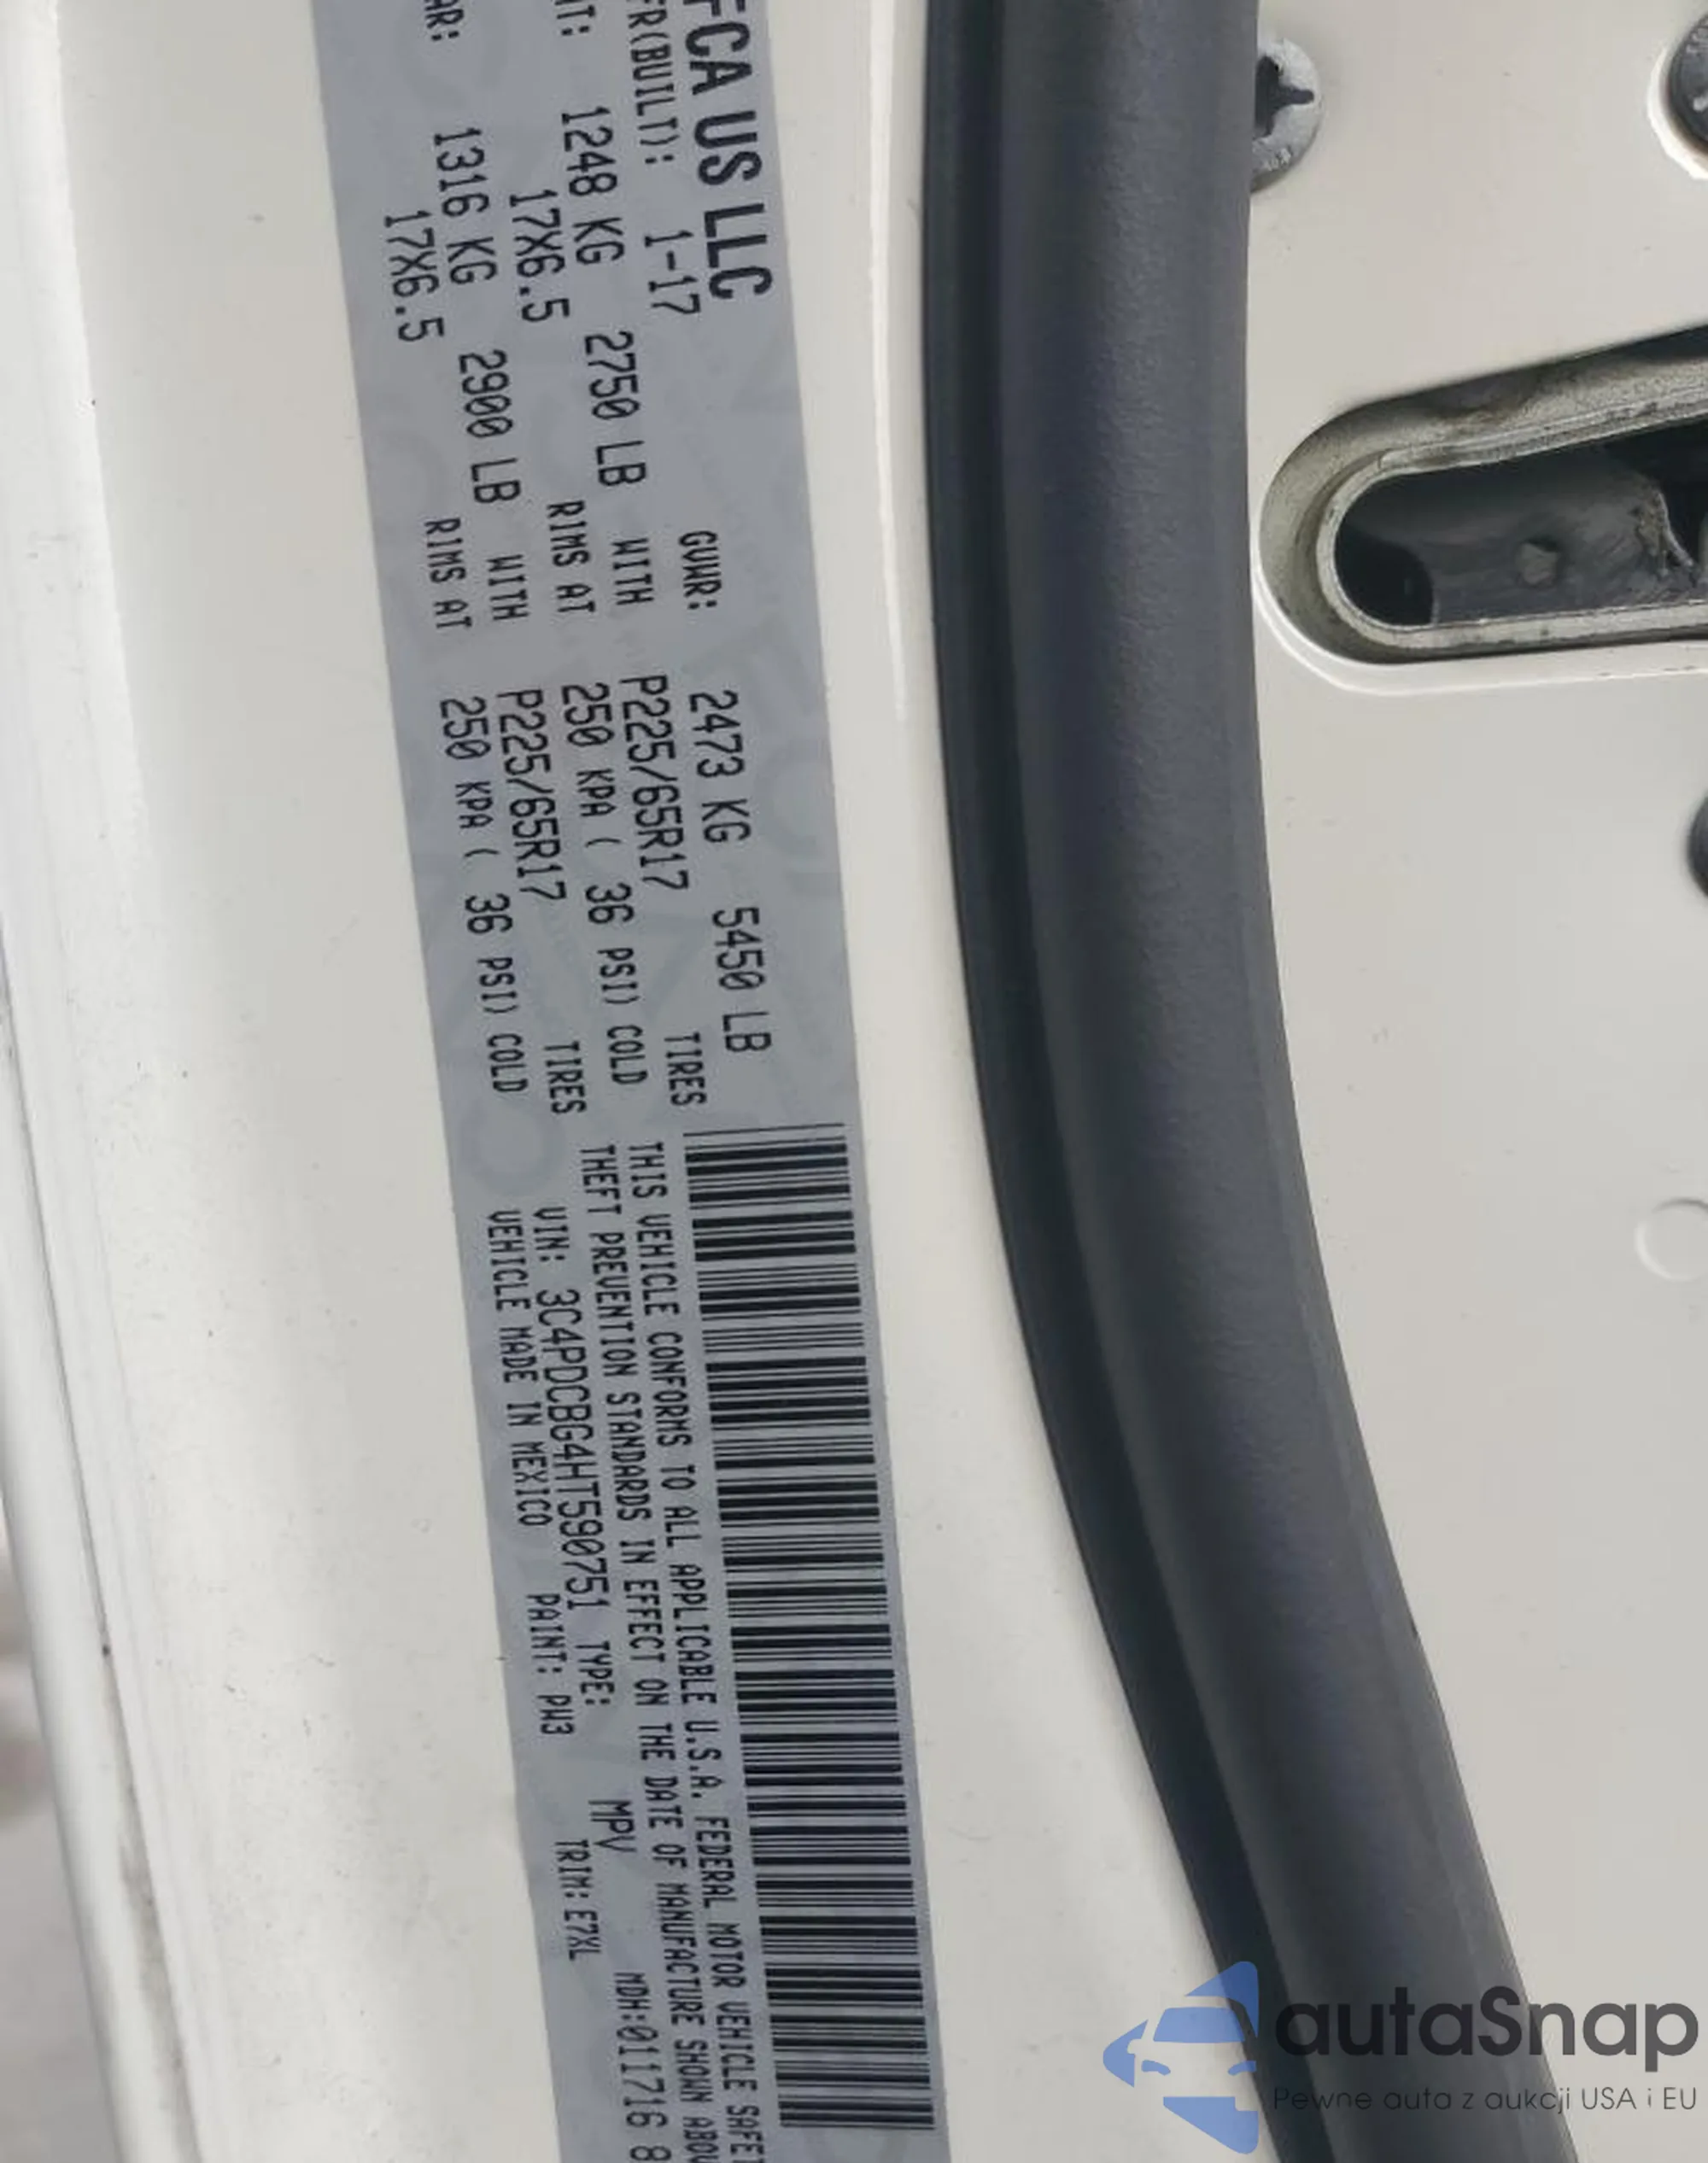 FCA US LLC
FR(BUILT): 1-17 GVWR: 2473 KG 5450 LB
NT: 1248 KG 2750 LB WITH P225/65R17 TIRES
17X6.5 RIMS AT 250 KPA ( 36 PSI) COLD
AR: 1316 KG 2900 LB WITH P225/65R17 TIRES
17X6.5 RIMS AT 250 KPA ( 36 PSI) COLD
THIS VEHICLE CONFORMS TO ALL APPLICABLE U.S.A. FEDERAL MOTOR VEHICLE SAFET
THEFT PREVENTION STANDARDS IN EFFECT ON THE DATE OF MANUFACTURE SHOWN ABOV
VIN: 3C4PDCBG4HT590751 TYPE: MPV MDH:011716 8
VEHICLE MADE IN MEXICO PAINT: PW3 TRIM: E7XL
autaSnap
Pewne auta z aukcji USA i EU